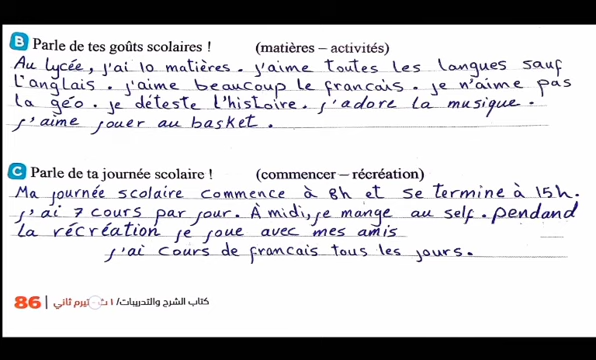 B Parle de tes goûts scolaires ! (matières – activités)
Au lycée, j'ai 10 matières. j'aime toutes les langues sauf
l'anglais. j'aime beaucoup le francais. je n'aime pas
la géo. je déteste l'histoire. j'adore la musique.
j'aime jouer au basket.
C Parle de ta journée scolaire ! (commencer – récréation)
Ma journée scolaire commence à 8h et se termine à 15h.
j'ai 7 cours par jour. À midi, je mange au self. pendand
la récréation je joue avec mes amis
j'ai cours de francais tous les jours.
86 | كتاب الشرح والتدريبات/ ١ ث - تيرم ثاني